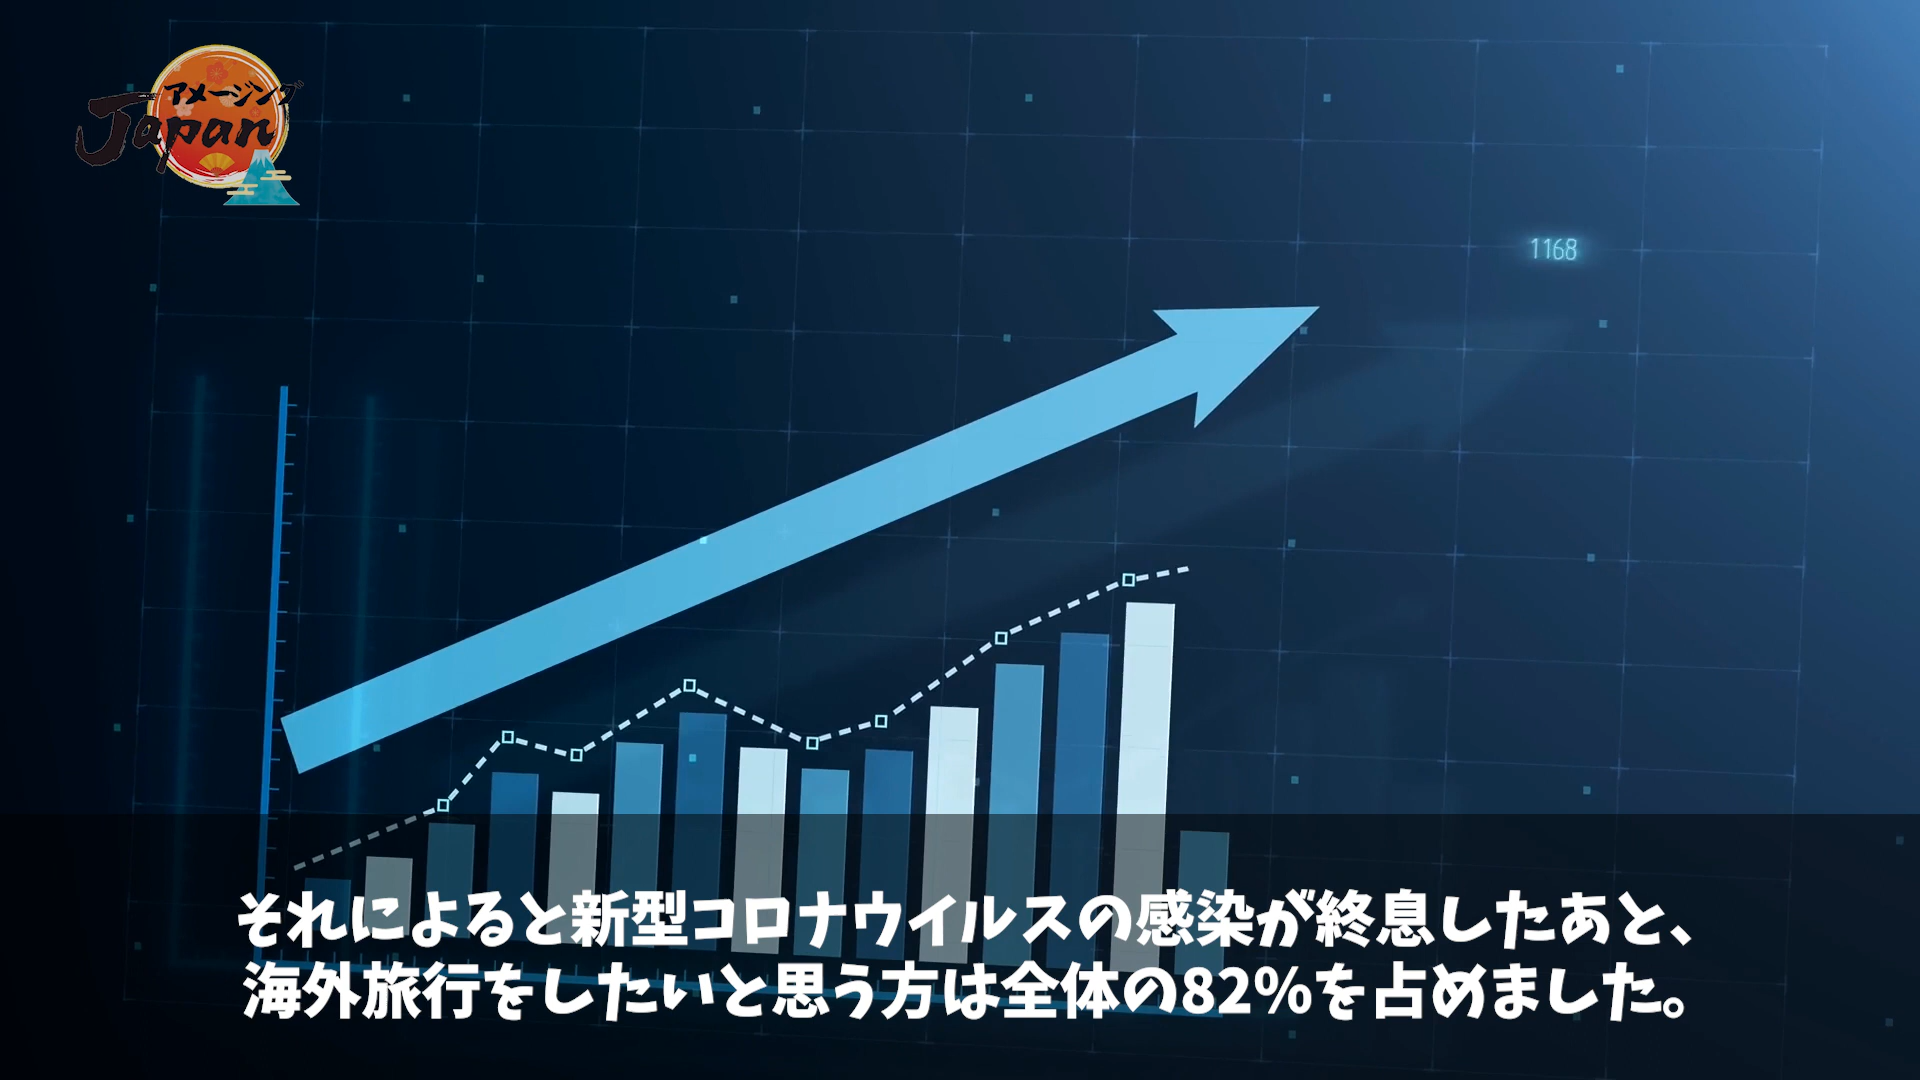 アメージング
Japan
1168
それによると新型コロナウイルスの感染が終息したあと、
海外旅行をしたいと思う方は全体の82%を占めました。